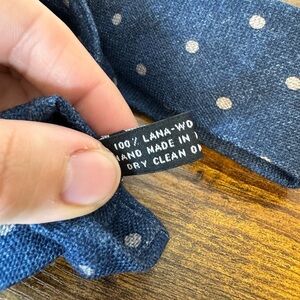 100% LANA-WO
HAND MADE IN
DRY CLEAN O